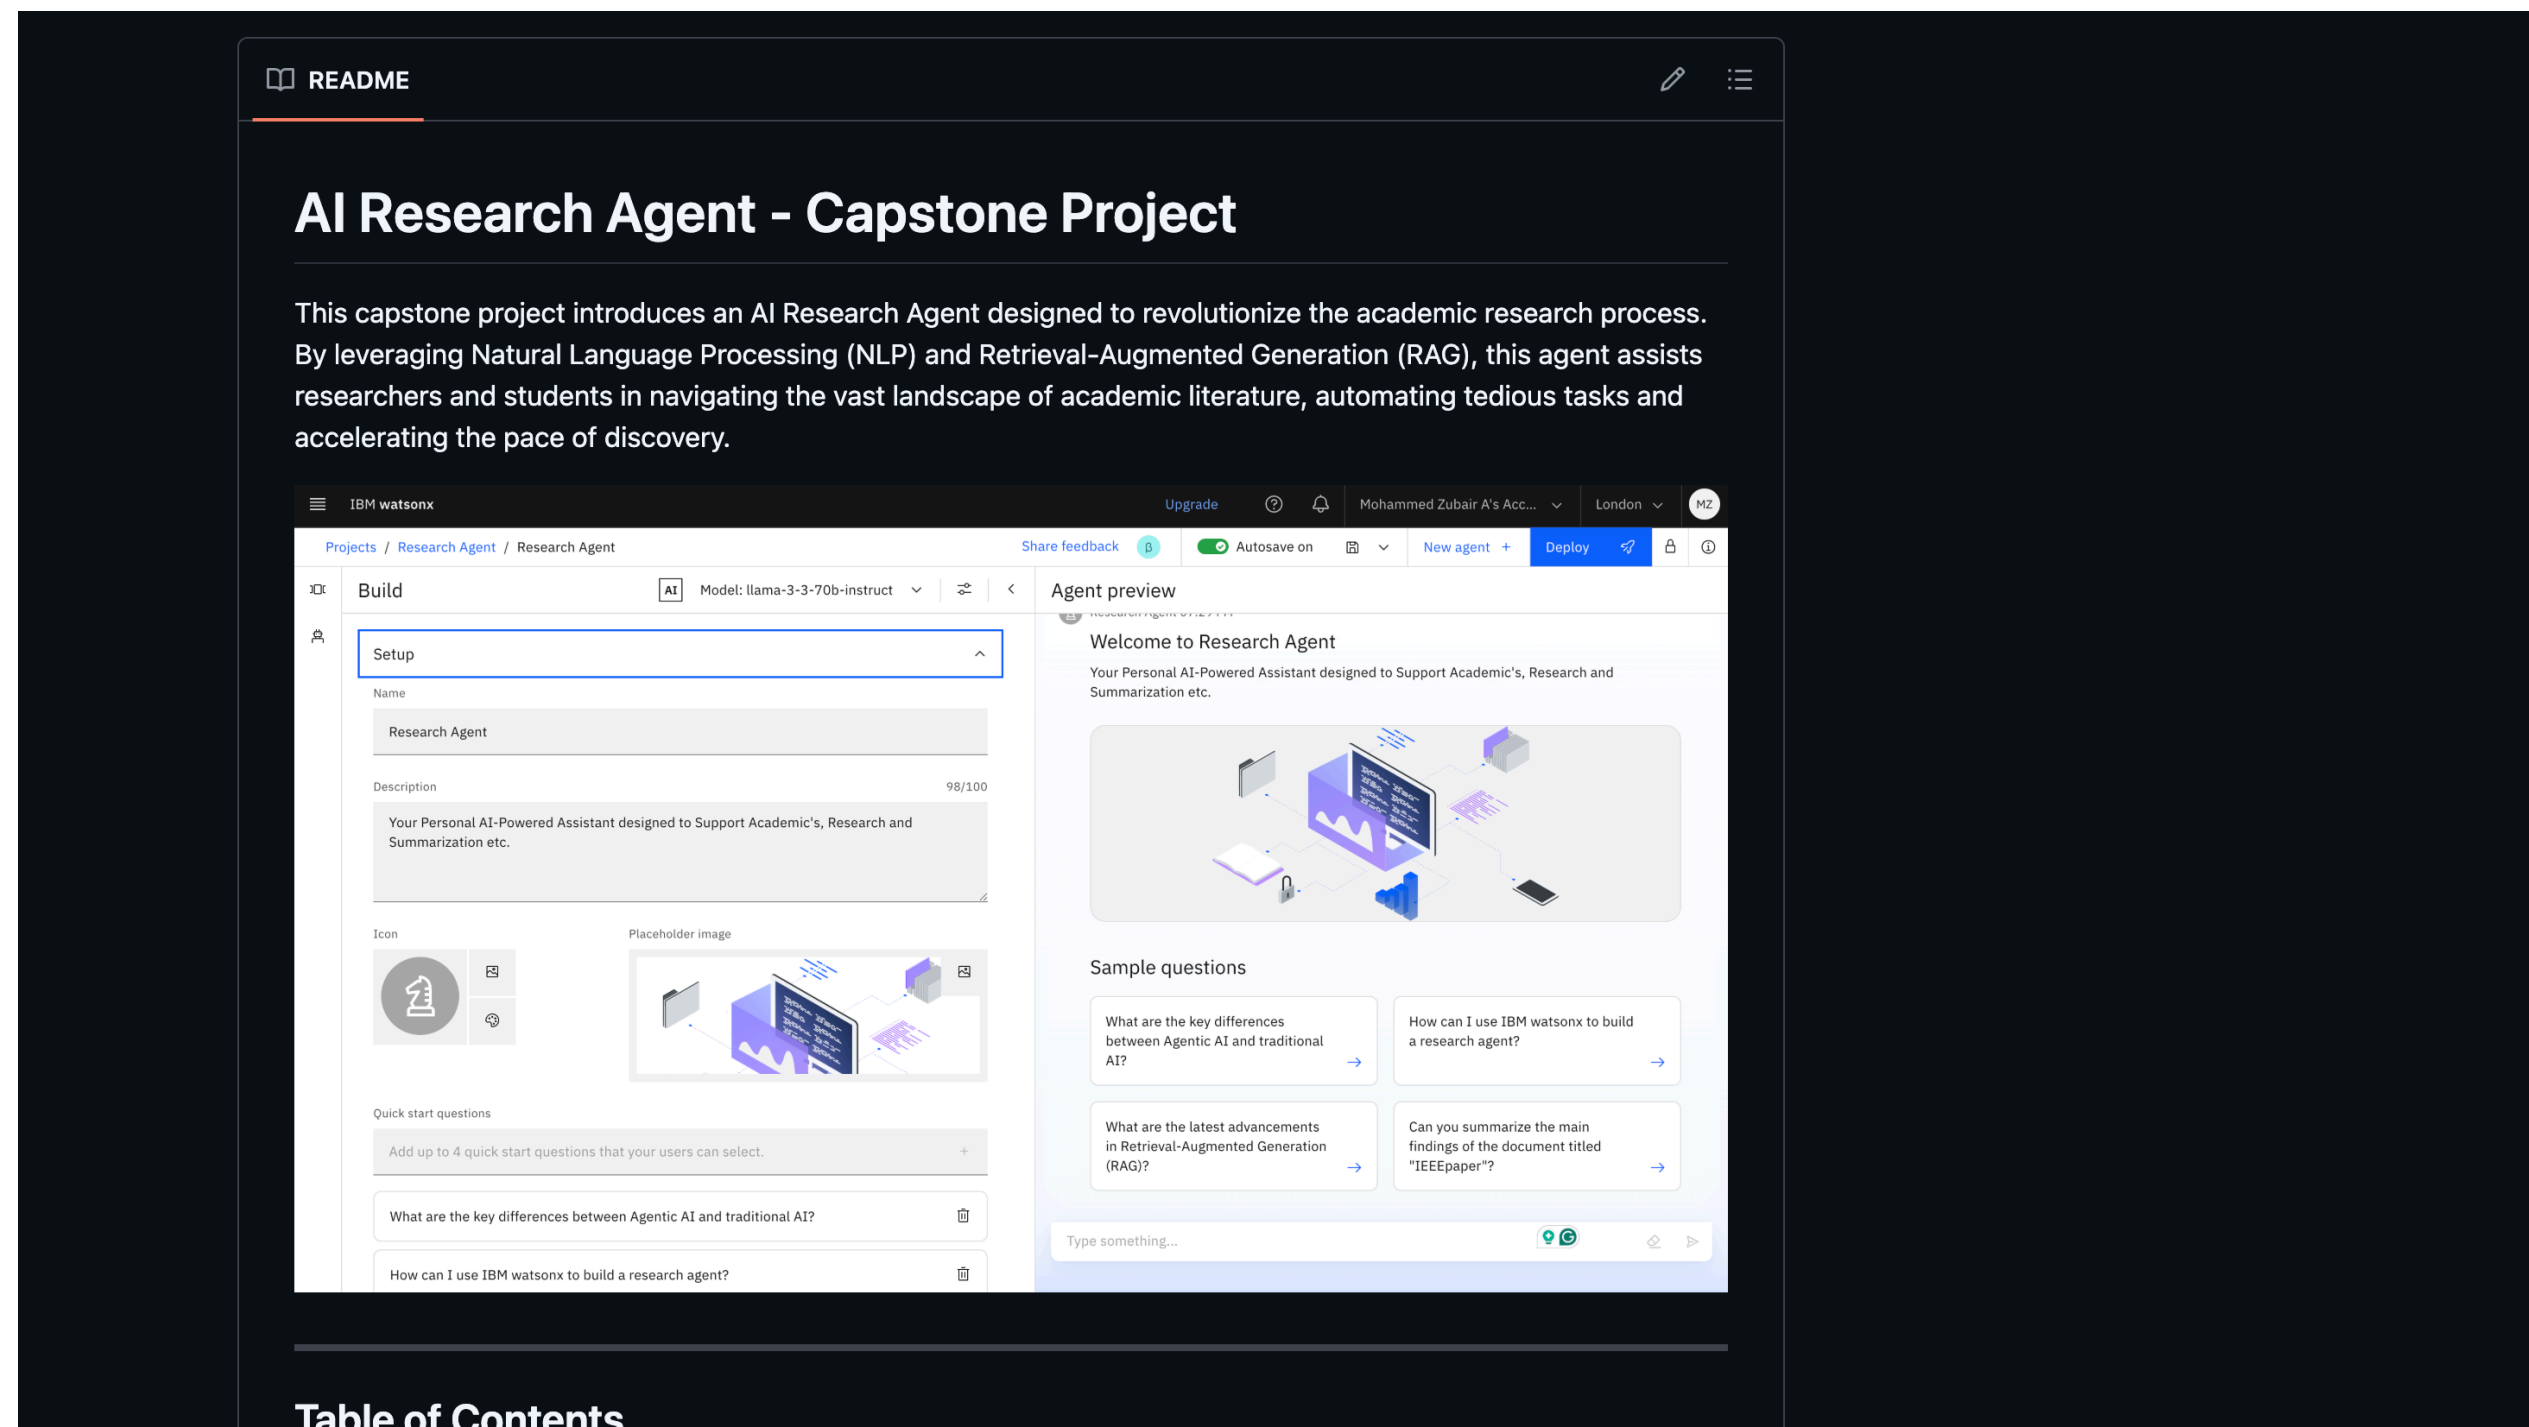 README
AI Research Agent - Capstone Project
This capstone project introduces an AI Research Agent designed to revolutionize the academic research process.
By leveraging Natural Language Processing (NLP) and Retrieval-Augmented Generation (RAG), this agent assists
researchers and students in navigating the vast landscape of academic literature, automating tedious tasks and
accelerating the pace of discovery.
IBM watsonx
Upgrade
Mohammed Zubair A's Acc...
London
MZ
Projects / Research Agent / Research Agent
Share feedback
β
Autosave on
New agent +
Deploy
Build
AI
Model: llama-3-3-70b-instruct
Setup
Name
Research Agent
Description
98/100
Your Personal AI-Powered Assistant designed to Support Academic's, Research and
Summarization etc.
Icon
Placeholder image
Quick start questions
Add up to 4 quick start questions that your users can select.
What are the key differences between Agentic AI and traditional AI?
How can I use IBM watsonx to build a research agent?
Agent preview
Research Agent
Welcome to Research Agent
Your Personal AI-Powered Assistant designed to Support Academic's, Research and
Summarization etc.
Sample questions
What are the key differences
between Agentic AI and traditional
AI?
How can I use IBM watsonx to build
a research agent?
What are the latest advancements
in Retrieval-Augmented Generation
(RAG)?
Can you summarize the main
findings of the document titled
"IEEEpaper"?
Type something...
Table of Contents